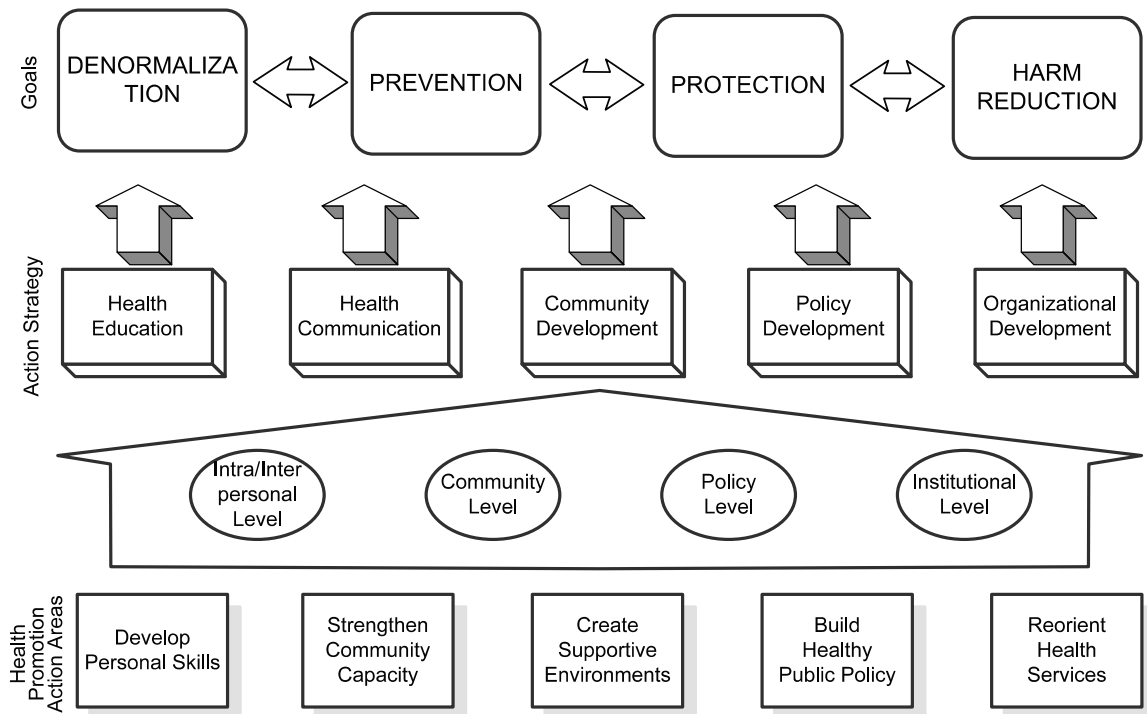 Goals
DENORMALIZA
TION
PREVENTION
PROTECTION
HARM
REDUCTION
Action Strategy
Health
Education
Health
Communication
Community
Development
Policy
Development
Organizational
Development
Intra/Inter
personal
Level
Community
Level
Policy
Level
Institutional
Level
Health
Promotion
Action Areas
Develop
Personal Skills
Strengthen
Community
Capacity
Create
Supportive
Environments
Build
Healthy
Public Policy
Reorient
Health
Services